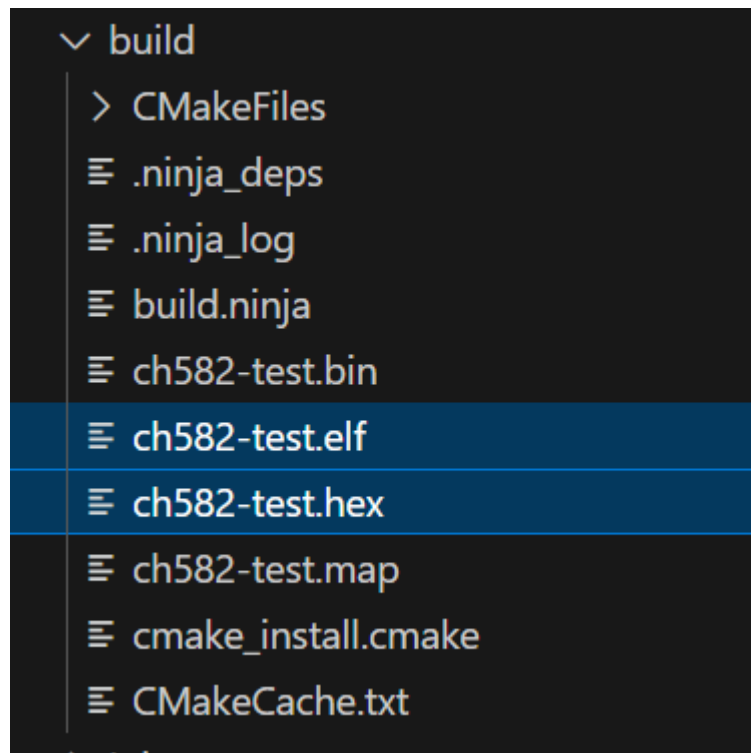 build
CMakeFiles
.ninja_deps
.ninja_log
build.ninja
ch582-test.bin
ch582-test.elf
ch582-test.hex
ch582-test.map
cmake_install.cmake
CMakeCache.txt